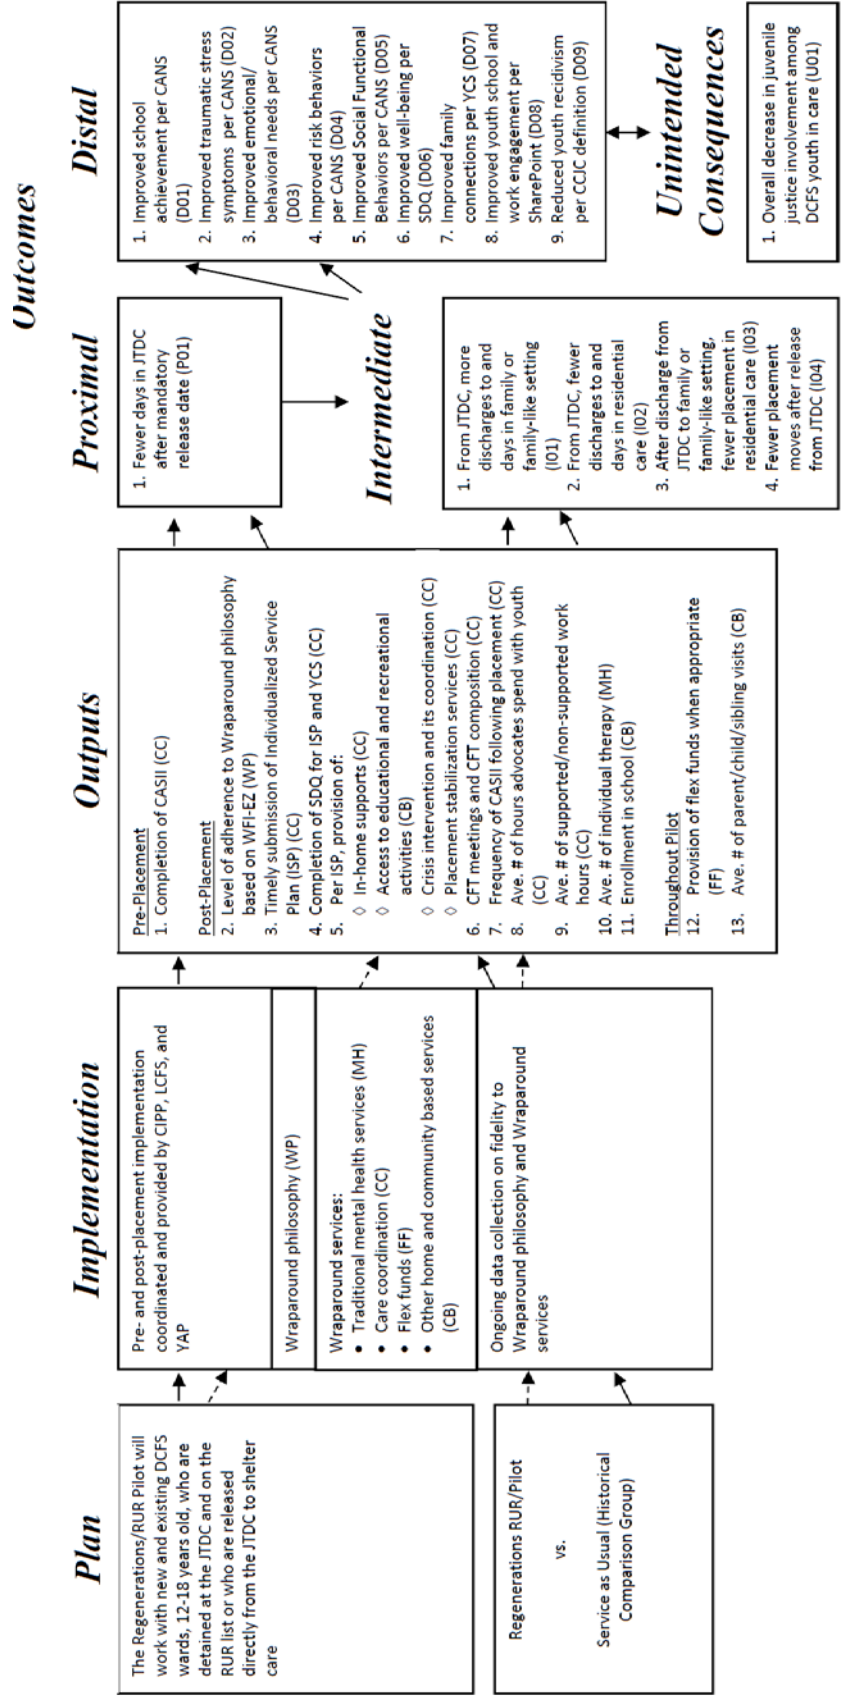 Outcomes
Plan
Implementation
Outputs
Proximal
Distal
The Regenerations/RUR Pilot will
work with new and existing DCFS
wards, 12-18 years old, who are
detained at the JTDC and on the
RUR list or who are released
directly from the JTDC to shelter
care
Regenerations RUR/Pilot
vs.
Service as Usual (Historical
Comparison Group)
Pre- and post-placement implementation
coordinated and provided by CIPP, LCFS, and
YAP
Wraparound philosophy (WP)
Wraparound services:
• Traditional mental health services (MH)
• Care coordination (CC)
• Flex funds (FF)
• Other home and community based services
(CB)
Ongoing data collection on fidelity to
Wraparound philosophy and Wraparound
services
Pre-Placement
1. Completion of CASII (CC)
Post-Placement
2. Level of adherence to Wraparound philosophy
based on WFI-EZ (WP)
3. Timely submission of Individualized Service
Plan (ISP) (CC)
4. Completion of SDQ for ISP and YCS (CC)
5. Per ISP, provision of:
◊ In-home supports (CC)
◊ Access to educational and recreational
activities (CB)
◊ Crisis intervention and its coordination (CC)
◊ Placement stabilization services (CC)
6. CFT meetings and CFT composition (CC)
7. Frequency of CASII following placement (CC)
8. Ave. # of hours advocates spend with youth
(CC)
9. Ave. # of supported/non-supported work
hours (CC)
10. Ave. # of individual therapy (MH)
11. Enrollment in school (CB)
Throughout Pilot
12. Provision of flex funds when appropriate
(FF)
13. Ave. # of parent/child/sibling visits (CB)
1. Fewer days in JTDC
after mandatory
release date (P01)
Intermediate
1. From JTDC, more
discharges to and
days in family or
family-like setting
(I01)
2. From JTDC, fewer
discharges to and
days in residential
care (I02)
3. After discharge from
JTDC to family or
family-like setting,
fewer placement in
residential care (I03)
4. Fewer placement
moves after release
from JTDC (I04)
1. Improved school
achievement per CANS
(D01)
2. Improved traumatic stress
symptoms per CANS (D02)
3. Improved emotional/
behavioral needs per CANS
(D03)
4. Improved risk behaviors
per CANS (D04)
5. Improved Social Functional
Behaviors per CANS (D05)
6. Improved well-being per
SDQ (D06)
7. Improved family
connections per YCS (D07)
8. Improved youth school and
work engagement per
SharePoint (D08)
9. Reduced youth recidivism
per CCJC definition (D09)
Unintended
Consequences
1. Overall decrease in juvenile
justice involvement among
DCFS youth in care (U01)